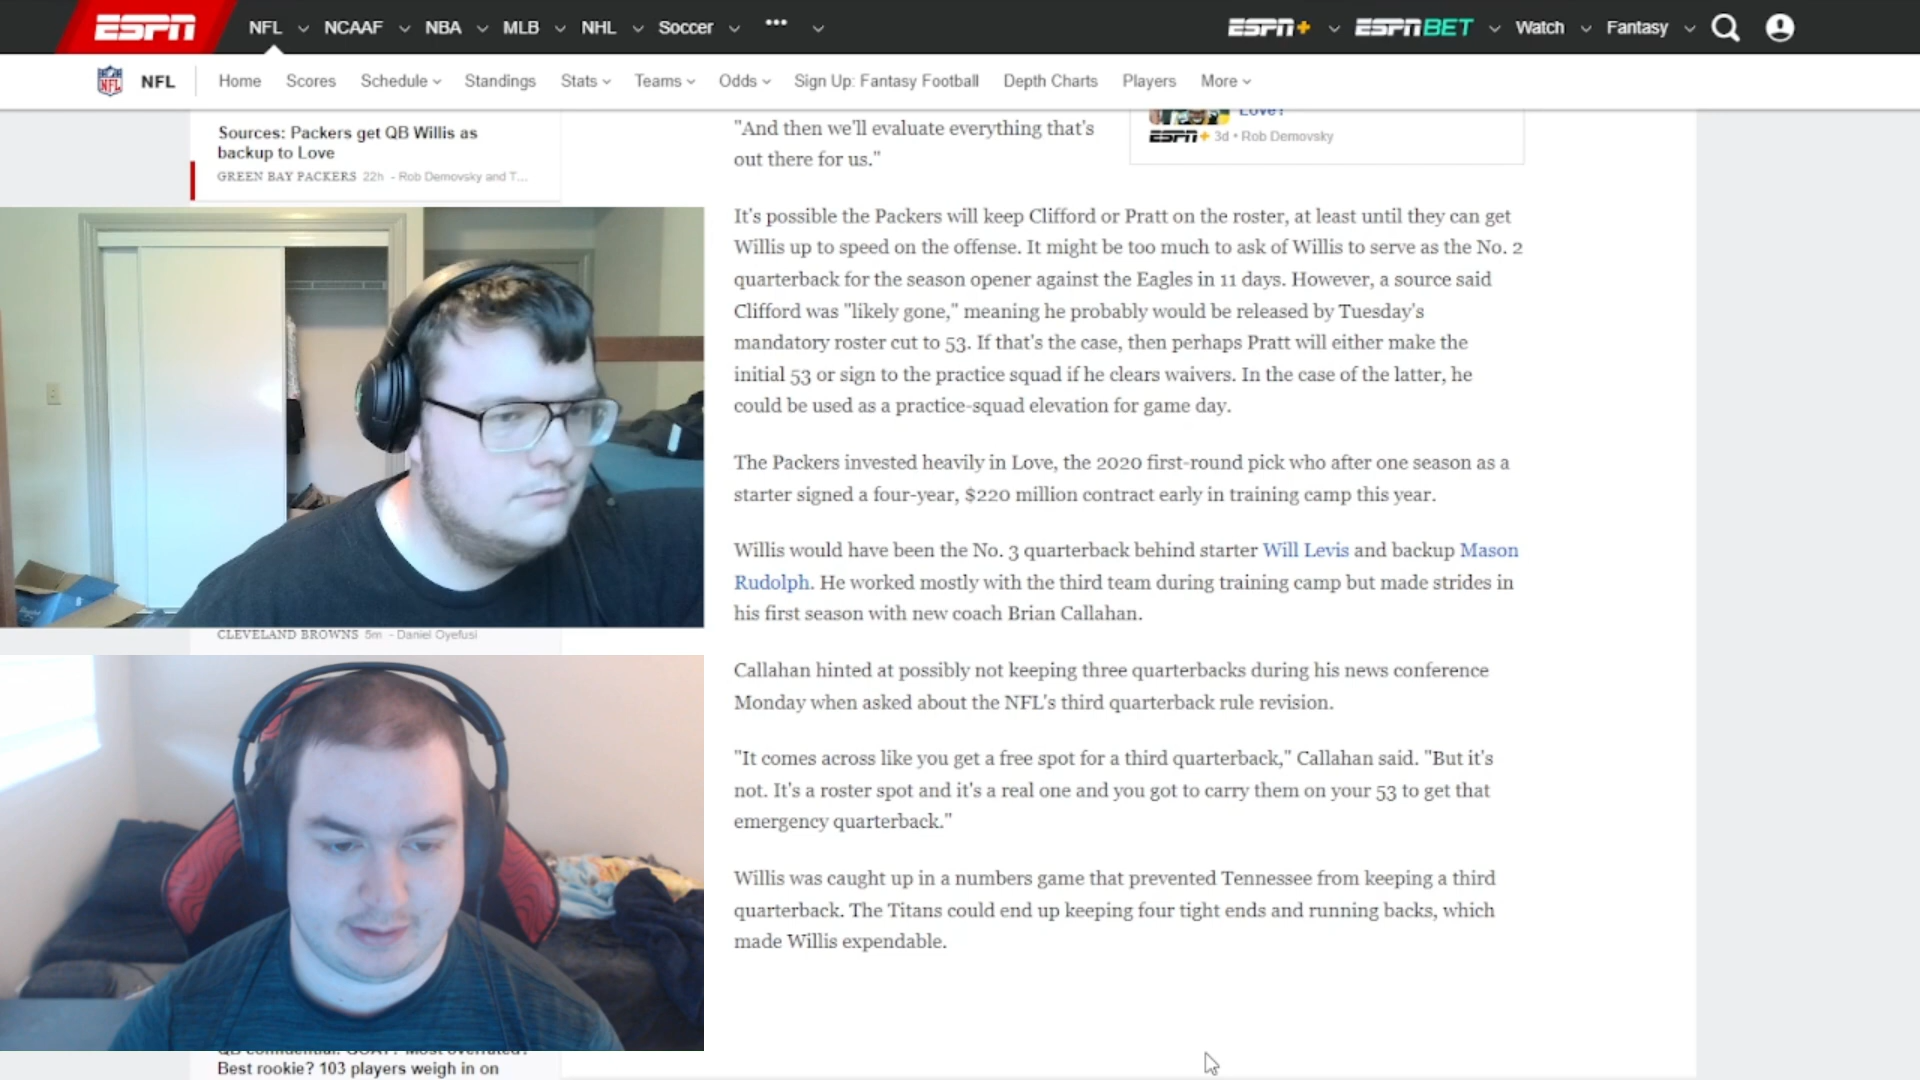 ESPN
NFL NCAAF NBA MLB NHL Soccer ••• ESPN+ ESPN BET Watch Fantasy
NFL Home Scores Schedule Standings Stats Teams Odds Sign Up: Fantasy Football Depth Charts Players More
Sources: Packers get QB Willis as
backup to Love
GREEN BAY PACKERS 22h - Rob Demovsky and T...
CLEVELAND BROWNS 5m - Daniel Oyefusi
QB confidential: GOAT? Most overrated?
Best rookie? 103 players weigh in on
"And then we'll evaluate everything that's
out there for us."
Love?
ESPN+ 3d • Rob Demovsky
It's possible the Packers will keep Clifford or Pratt on the roster, at least until they can get
Willis up to speed on the offense. It might be too much to ask of Willis to serve as the No. 2
quarterback for the season opener against the Eagles in 11 days. However, a source said
Clifford was "likely gone," meaning he probably would be released by Tuesday's
mandatory roster cut to 53. If that's the case, then perhaps Pratt will either make the
initial 53 or sign to the practice squad if he clears waivers. In the case of the latter, he
could be used as a practice-squad elevation for game day.
The Packers invested heavily in Love, the 2020 first-round pick who after one season as a
starter signed a four-year, $220 million contract early in training camp this year.
Willis would have been the No. 3 quarterback behind starter Will Levis and backup Mason
Rudolph. He worked mostly with the third team during training camp but made strides in
his first season with new coach Brian Callahan.
Callahan hinted at possibly not keeping three quarterbacks during his news conference
Monday when asked about the NFL's third quarterback rule revision.
"It comes across like you get a free spot for a third quarterback," Callahan said. "But it's
not. It's a roster spot and it's a real one and you got to carry them on your 53 to get that
emergency quarterback."
Willis was caught up in a numbers game that prevented Tennessee from keeping a third
quarterback. The Titans could end up keeping four tight ends and running backs, which
made Willis expendable.